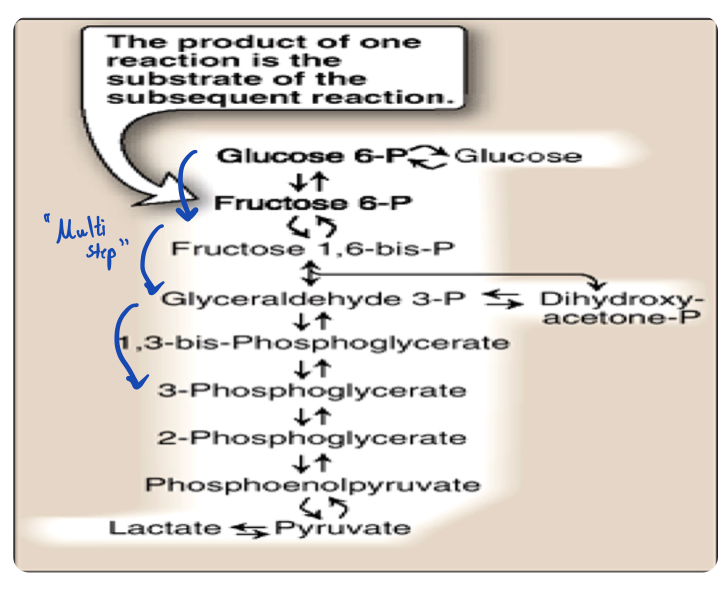 The product of one
reaction is the
substrate of the
subsequent reaction.
Glucose 6-P Glucose
Fructose 6-P
"Multi
step"
Fructose 1,6-bis-P
Glyceraldehyde 3-P Dihydroxy-
acetone-P
1,3-bis-Phosphoglycerate
3-Phosphoglycerate
2-Phosphoglycerate
Phosphoenolpyruvate
Lactate Pyruvate